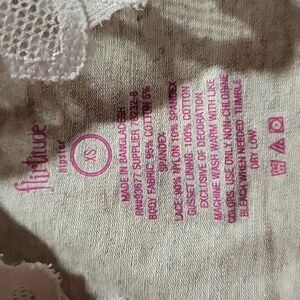 flirtitude
hipster
XS
MADE IN BANGLADESH
RN#90877 SUPPLIER 70232-8
BODY FABRIC: 95% COTTON 5%
SPANDEX
LACE: 90% NYLON 10% SPANDEX
GUSSET LINING: 100% COTTON
EXCLUSIVE OF DECORATION
MACHINE WASH WARM WITH LIKE
COLORS USE ONLY NON-CHLORINE
BLEACH WHEN NEEDED TUMBLE
DRY LOW